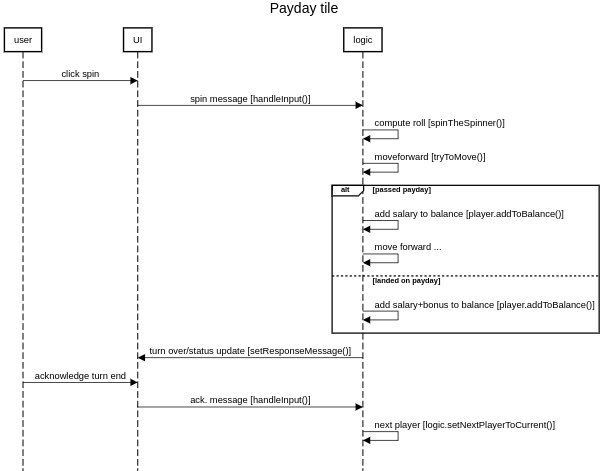 Payday tile
user
UI
logic
click spin
spin message [handleInput()]
compute roll [spinTheSpinner()]
moveforward [tryToMove()]
alt
[passed payday]
add salary to balance [player.addToBalance()]
move forward ...
[landed on payday]
add salary+bonus to balance [player.addToBalance()]
turn over/status update [setResponseMessage()]
acknowledge turn end
ack. message [handleInput()]
next player [logic.setNextPlayerToCurrent()]